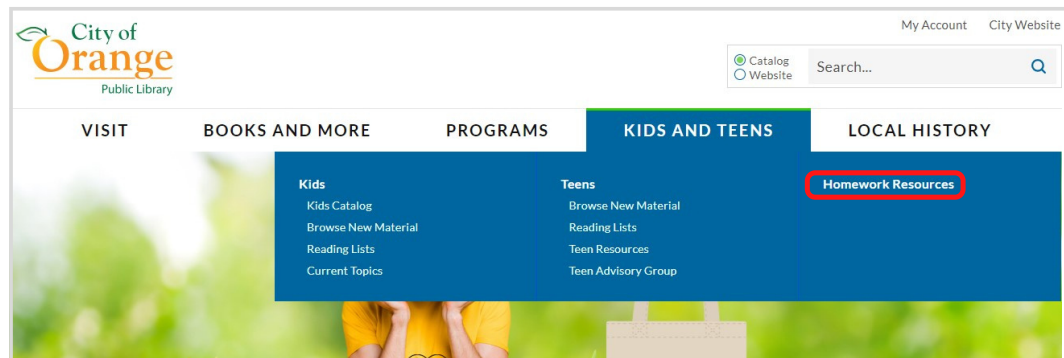 City of
Orange
Public Library
My Account City Website
Catalog
Website
Search...
VISIT BOOKS AND MORE PROGRAMS KIDS AND TEENS LOCAL HISTORY
Kids
Kids Catalog
Browse New Material
Reading Lists
Current Topics
Teens
Browse New Material
Reading Lists
Teen Resources
Teen Advisory Group
Homework Resources